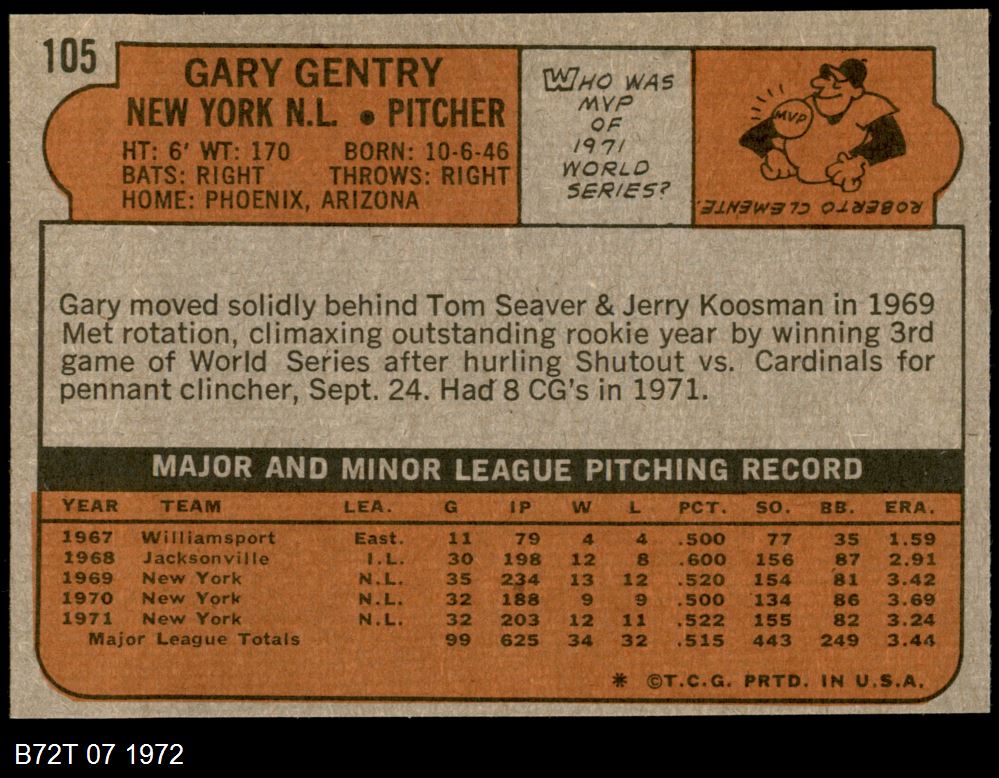 105
GARY GENTRY
NEW YORK N.L. • PITCHER
HT: 6' WT: 170 BORN: 10-6-46
BATS: RIGHT THROWS: RIGHT
HOME: PHOENIX, ARIZONA
WHO WAS
MVP
OF
1971
WORLD
SERIES?
MVP
ROBERTO CLEMENTE.
Gary moved solidly behind Tom Seaver & Jerry Koosman in 1969
Met rotation, climaxing outstanding rookie year by winning 3rd
game of World Series after hurling Shutout vs. Cardinals for
pennant clincher, Sept. 24. Had 8 CG's in 1971.
MAJOR AND MINOR LEAGUE PITCHING RECORD
YEAR TEAM LEA. G IP W L PCT. SO. BB. ERA.
1967 Williamsport East. 11 79 4 4 .500 77 35 1.59
1968 Jacksonville I.L. 30 198 12 8 .600 156 87 2.91
1969 New York N.L. 35 234 13 12 .520 154 81 3.42
1970 New York N.L. 32 188 9 9 .500 134 86 3.69
1971 New York N.L. 32 203 12 11 .522 155 82 3.24
Major League Totals 99 625 34 32 .515 443 249 3.44
* ©T.C.G. PRTD. IN U.S.A.
B72T 07 1972